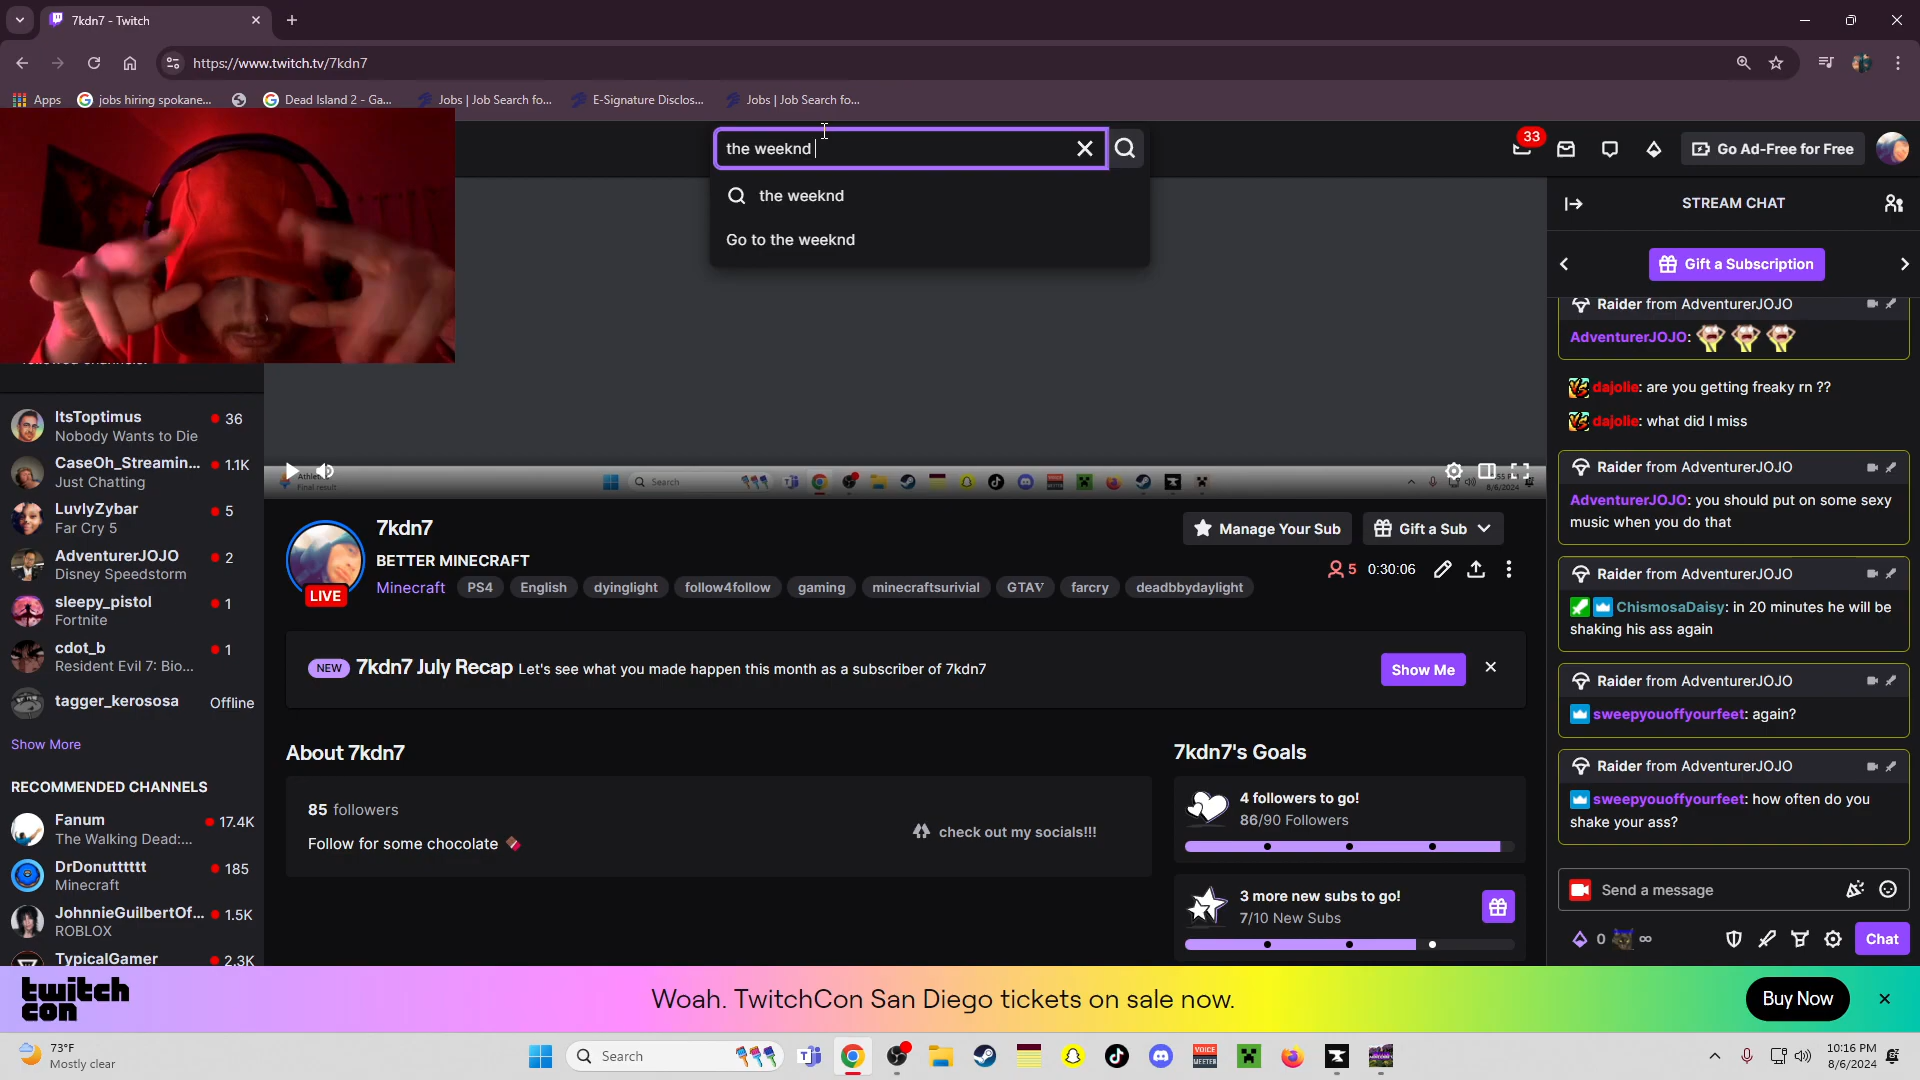 7kdn7 - Twitch
https://www.twitch.tv/7kdn7
Apps
jobs hiring spokane...
Dead Island 2 - Ga...
Jobs | Job Search fo...
E-Signature Disclos...
Jobs | Job Search fo...
the weeknd
the weeknd
Go to the weeknd
33
Go Ad-Free for Free
ItsToptimus
36
Nobody Wants to Die
CaseOh_Streamin...
1.1K
Just Chatting
LuvlyZybar
5
Far Cry 5
AdventurerJOJO
2
Disney Speedstorm
sleepy_pistol
1
Fortnite
cdot_b
1
Resident Evil 7: Bio...
tagger_kerososa
Offline
Show More
RECOMMENDED CHANNELS
Fanum
17.4K
The Walking Dead:...
DrDonutttttt
185
Minecraft
JohnnieGuilbertOf...
1.5K
ROBLOX
TypicalGamer
2.3K
Final result
Search
8/6/2024
7kdn7
LIVE
BETTER MINECRAFT
Minecraft
PS4
English
dyinglight
follow4follow
gaming
minecraftsurivial
GTAV
farcry
deadbbydaylight
Manage Your Sub
Gift a Sub
5
0:30:06
NEW
7kdn7 July Recap
Let's see what you made happen this month as a subscriber of 7kdn7
Show Me
About 7kdn7
85 followers
Follow for some chocolate
check out my socials!!!
7kdn7's Goals
4 followers to go!
86/90 Followers
3 more new subs to go!
7/10 New Subs
STREAM CHAT
Gift a Subscription
Raider from AdventurerJOJO
AdventurerJOJO:
dajolie: are you getting freaky rn ??
dajolie: what did I miss
Raider from AdventurerJOJO
AdventurerJOJO: you should put on some sexy
music when you do that
Raider from AdventurerJOJO
ChismosaDaisy: in 20 minutes he will be
shaking his ass again
Raider from AdventurerJOJO
sweepyouoffyourfeet: again?
Raider from AdventurerJOJO
sweepyouoffyourfeet: how often do you
shake your ass?
Send a message
0
∞
Chat
twitch
con
Woah. TwitchCon San Diego tickets on sale now.
Buy Now
73°F
Mostly clear
Search
VOICE
MEETER
10:16 PM
8/6/2024